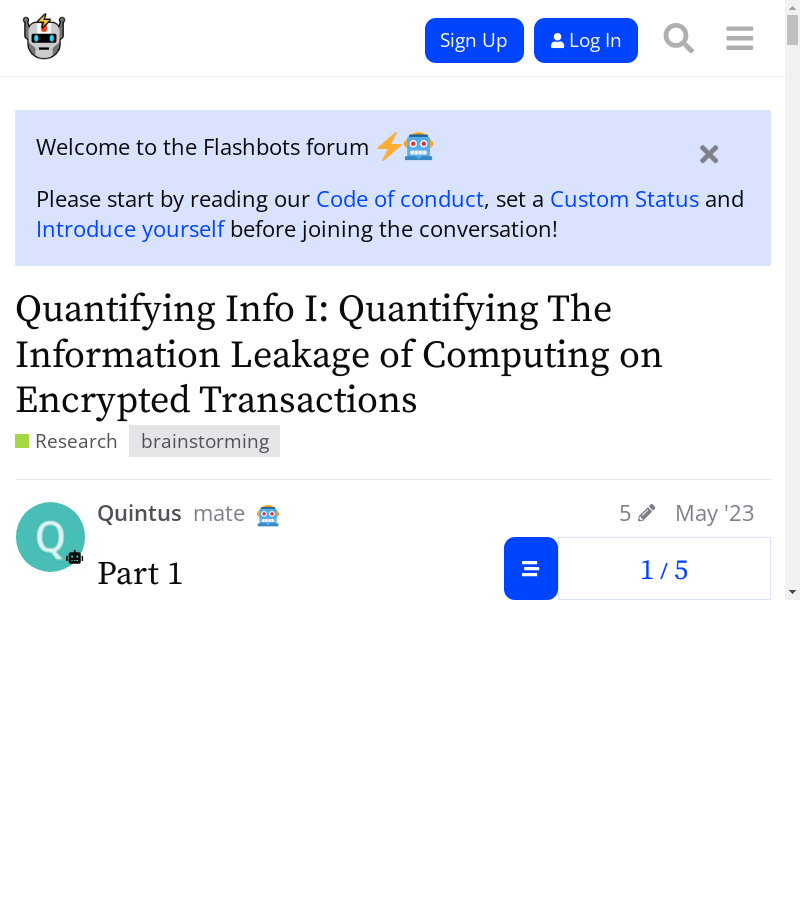 Sign Up
Log In
Welcome to the Flashbots forum
Please start by reading our Code of conduct, set a Custom Status and
Introduce yourself before joining the conversation!
Quantifying Info I: Quantifying The
Information Leakage of Computing on
Encrypted Transactions
Research brainstorming
Q
Quintus mate 5 May '23
Part 1
1 / 5